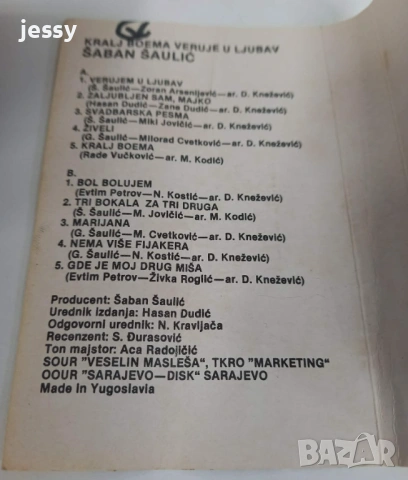 jessy
KRALJ BOEMA VERUJE U LJUBAV
ŠABAN ŠAULIĆ
A.
1. VERUJEM U LJUBAV
(Š. Šaulić—Zoran Arsenijević—ar. D. Knežević)
2. ZALJUBLJEN SAM, MAJKO
(Hasan Dudić—Zana Dudić—ar. D. Knežević)
3. SVADBARSKA PESMA
(Š. Šaulić—Miki Jovičić—ar. D. Knežević)
4. ŽIVELI
(G. Šaulić—Milorad Cvetković—ar. D. Knežević)
5. KRALJ BOEMA
(Rade Vučković—ar. M. Kodić)
B.
1. BOL BOLUJEM
(Evtim Petrov—N. Kostić—ar. D. Knežević)
2. TRI BOKALA ZA TRI DRUGA
(Š. Šaulić—M. Jovičić—ar. M. Kodić)
3. MARIJANA
(G. Šaulić—M. Cvetković—ar. D. Knežević)
4. NEMA VIŠE FIJAKERA
(G. Šaulić—N. Kostić—ar. D. Knežević)
5. GDE JE MOJ DRUG MIŠA
(Evtim Petrov—Živka Roglić—ar. D. Knežević)
Producent: Šaban Šaulić
Urednik izdanja: Hasan Dudić
Odgovorni urednik: N. Kravljača
Recenzent: S. Đurasović
Ton majstor: Aca Radojičić
SOUR "VESELIN MASLEŠA", TKRO "MARKETING"
OOUR "SARAJEVO—DISK" SARAJEVO
Made in Yugoslavia
BAZAR.bg